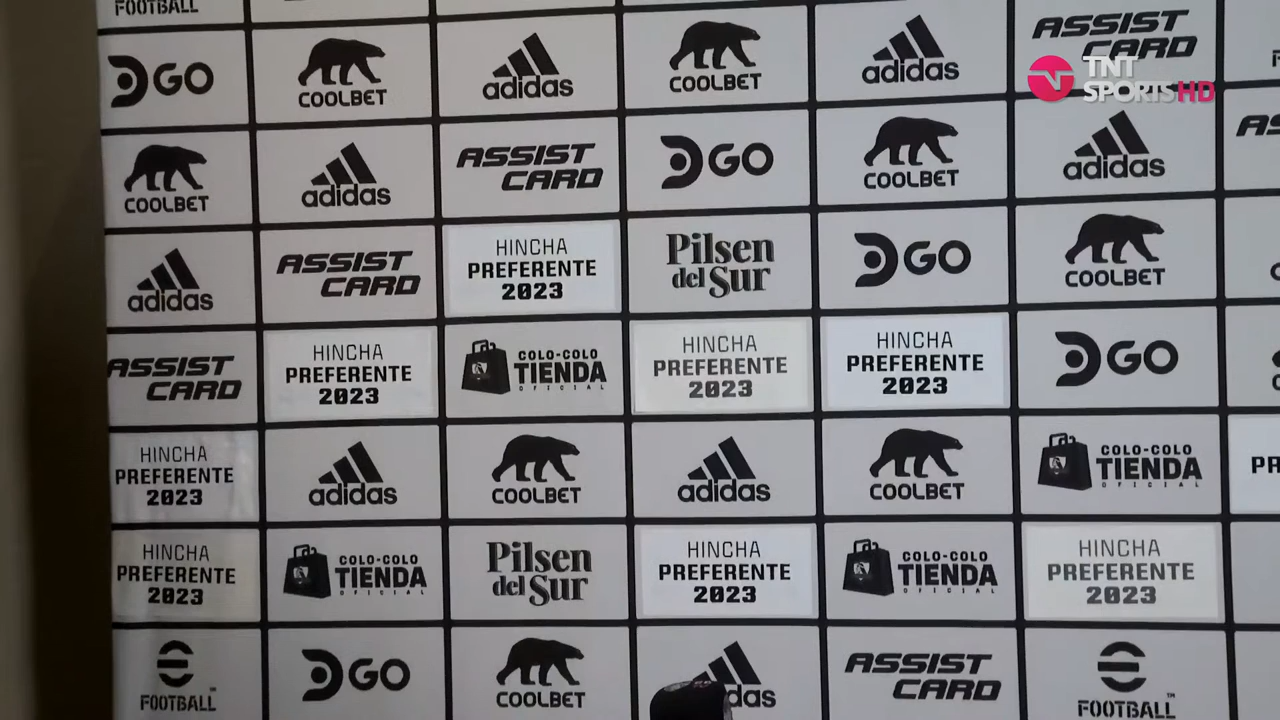 FOOTBALL
GO
COOLBET
adidas
COOLBET
adidas
ASSIST
CARD
TNT
SPORTS HD
COOLBET
adidas
ASSIST
CARD
GO
COOLBET
adidas
adidas
ASSIST
CARD
HINCHA
PREFERENTE
2023
Pilsen
del Sur
GO
COOLBET
ASSIST
CARD
HINCHA
PREFERENTE
2023
COLO-COLO
TIENDA
OFICIAL
HINCHA
PREFERENTE
2023
HINCHA
PREFERENTE
2023
GO
HINCHA
PREFERENTE
2023
adidas
COOLBET
adidas
COOLBET
COLO-COLO
TIENDA
OFICIAL
HINCHA
PREFERENTE
2023
COLO-COLO
TIENDA
OFICIAL
Pilsen
del Sur
HINCHA
PREFERENTE
2023
COLO-COLO
TIENDA
OFICIAL
HINCHA
PREFERENTE
2023
FOOTBALL™
GO
COOLBET
das
ASSIST
CARD
FOOTBALL™